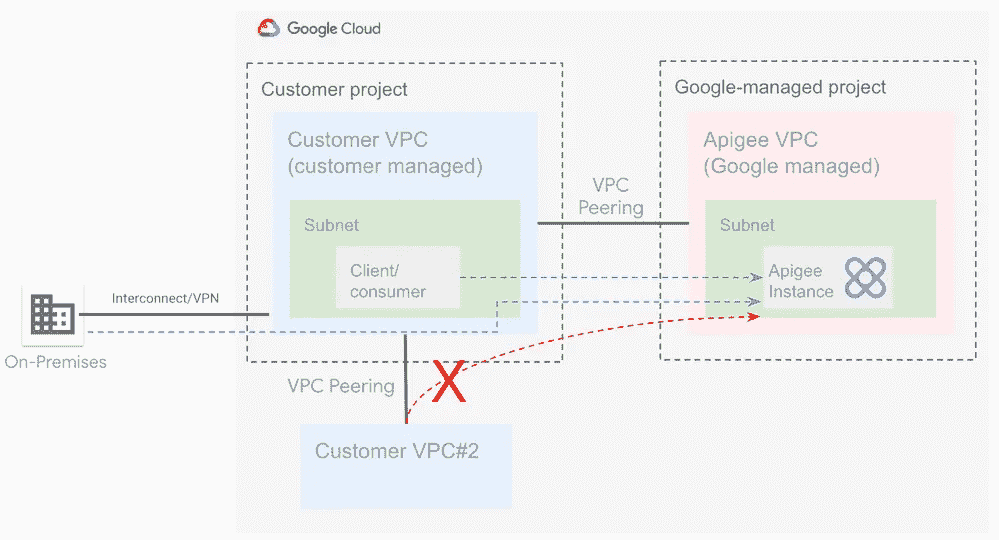 Google Cloud
Customer project
Google-managed project
Customer VPC
(customer managed)
Apigee VPC
(Google managed)
VPC
Peering
Subnet
Subnet
Client/
consumer
Apigee
Instance
Interconnect/VPN
On-Premises
VPC Peering
X
Customer VPC#2